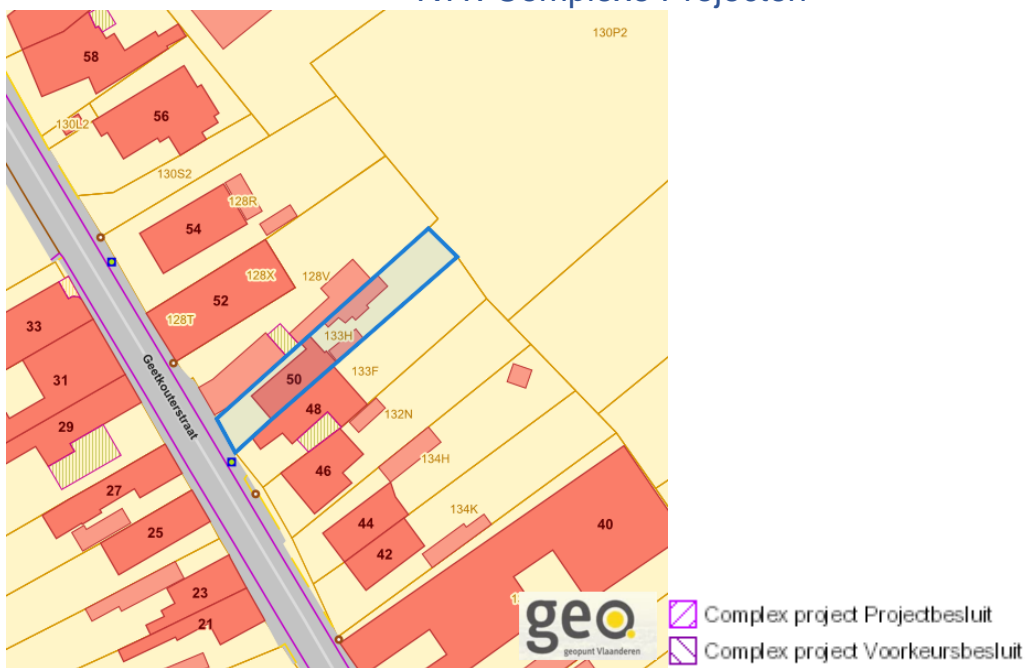 Complexe Projecten
130P2
58
56
130L2
130S2
128R
54
128X
128V
52
128T
133H
33
Geetkouterstraat
31
50
133F
48
132N
29
46
134H
27
134K
44
40
25
42
23
21
geo
geopunt Vlaanderen
Complex project Projectbesluit
Complex project Voorkeursbesluit